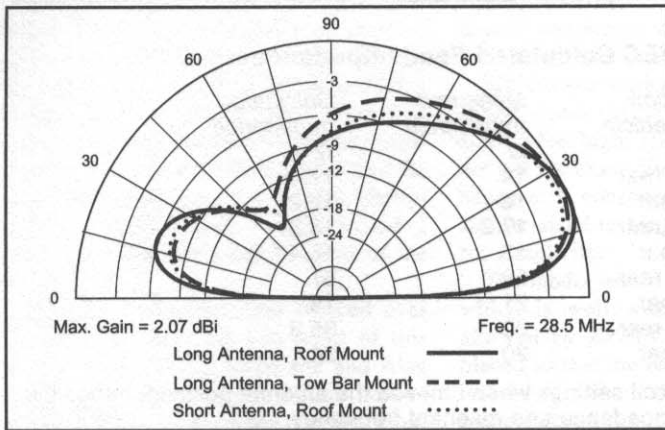 90
60
60
-3
-6
-9
-12
-18
-24
30
30
0
0
Max. Gain = 2.07 dBi
Freq. = 28.5 MHz
Long Antenna, Roof Mount
Long Antenna, Tow Bar Mount
Short Antenna, Roof Mount